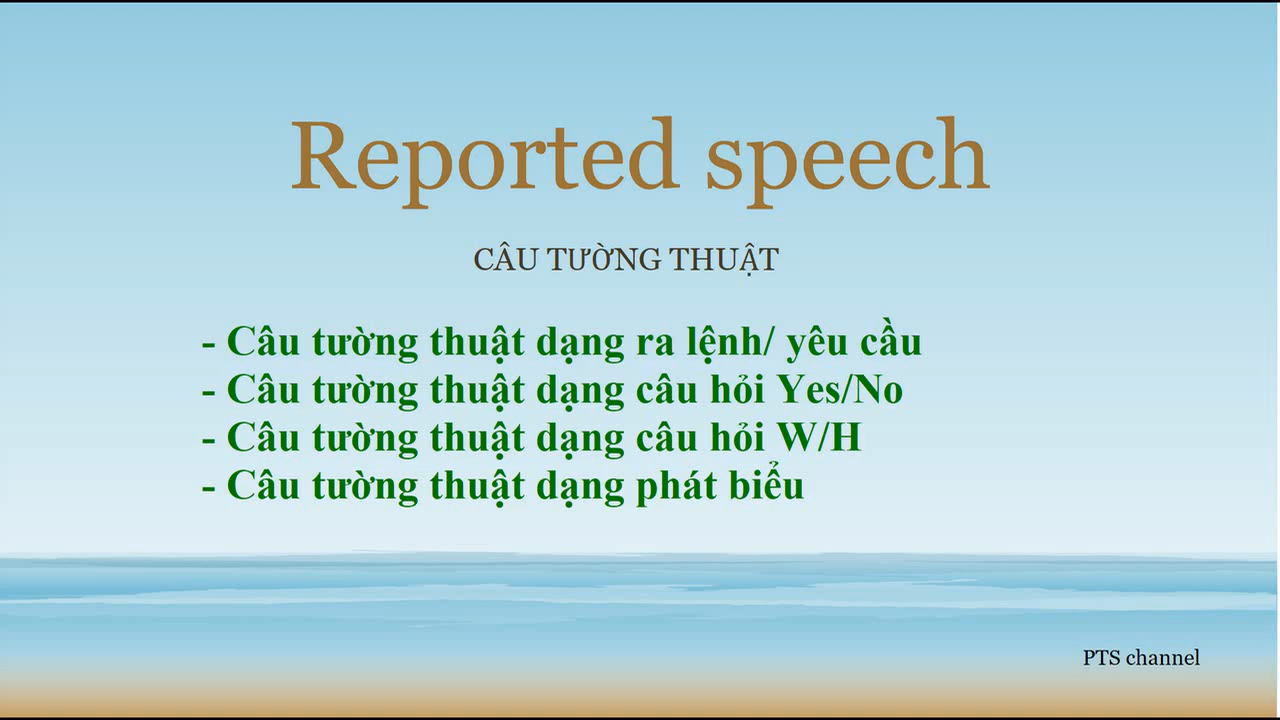 Reported speech
CÂU TƯỜNG THUẬT
- Câu tường thuật dạng ra lệnh/ yêu cầu
- Câu tường thuật dạng câu hỏi Yes/No
- Câu tường thuật dạng câu hỏi W/H
- Câu tường thuật dạng phát biểu
PTS channel